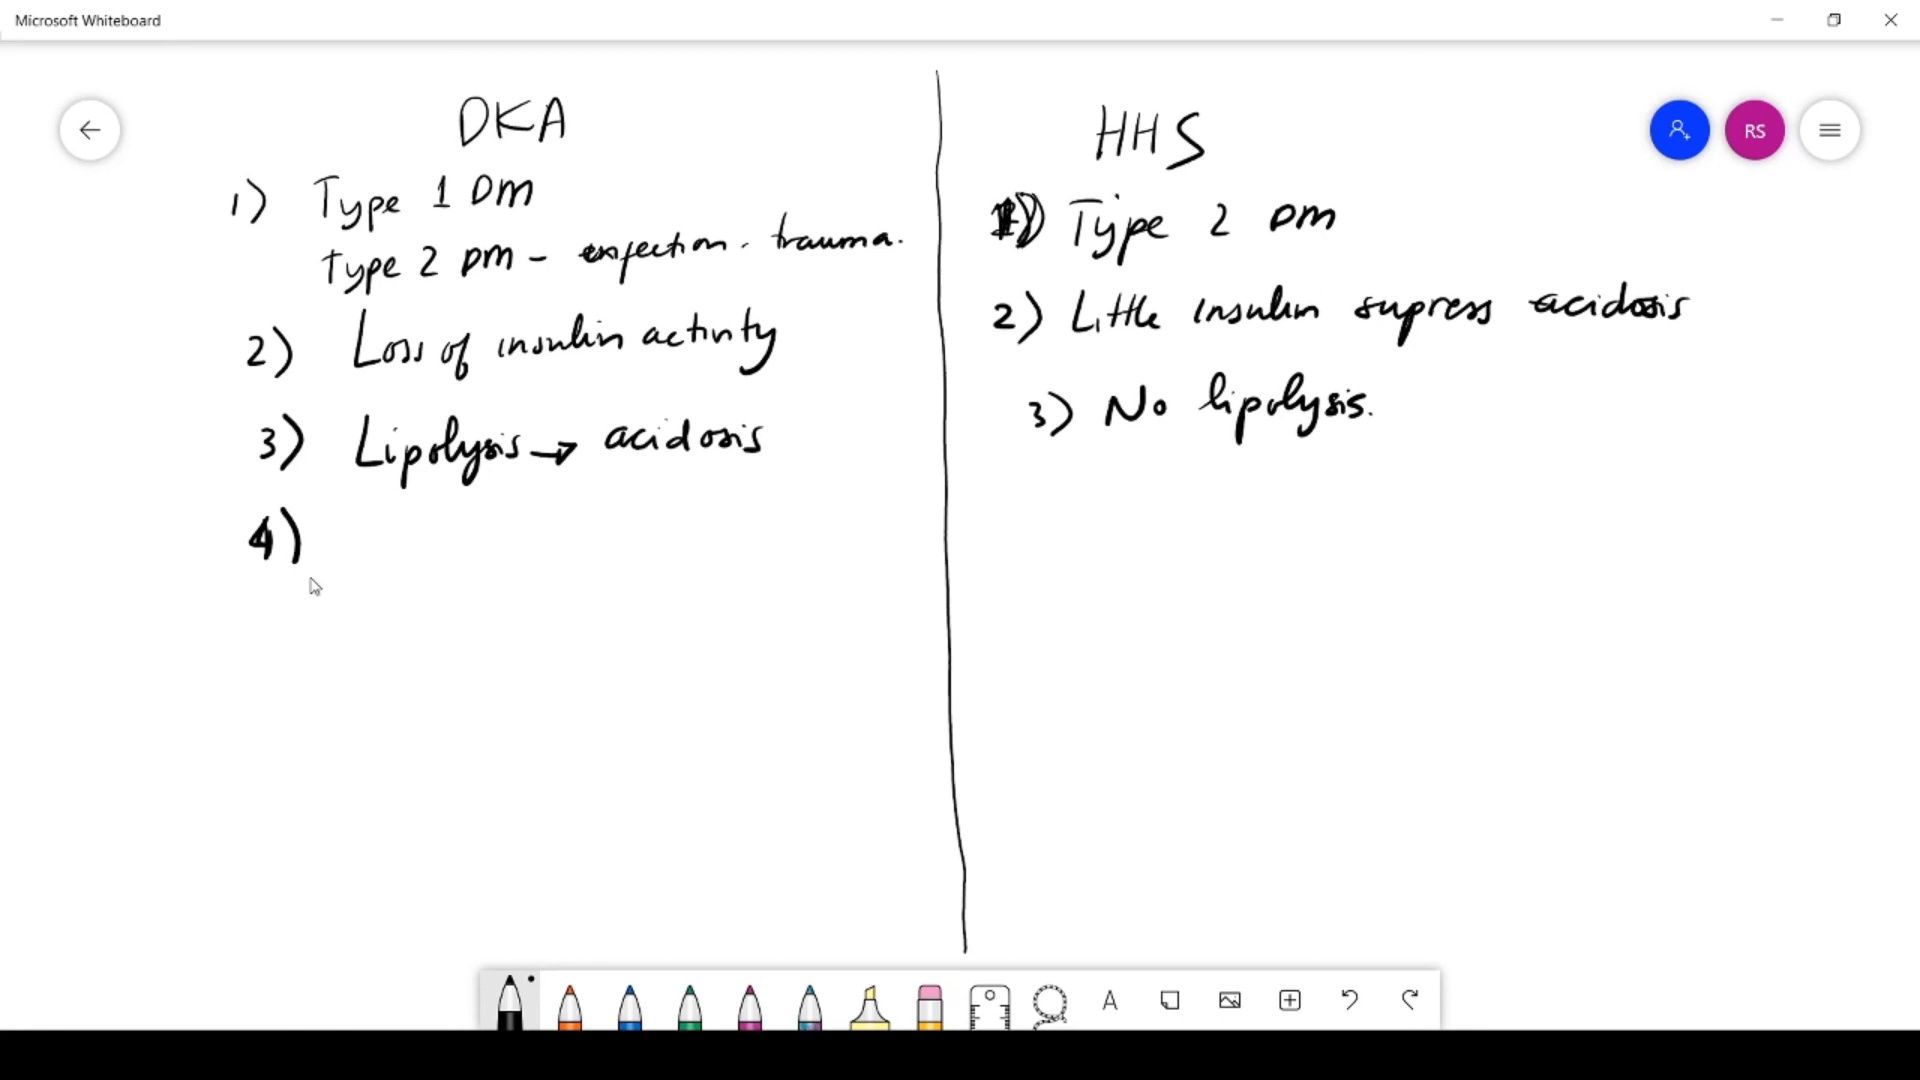 Microsoft Whiteboard
RS
DKA
1) Type 1 DM
Type 2 DM - infection. trauma.
2) Loss of insulin activity
3) Lipolysis → acidosis
4)
HHS
1) Type 2 DM
2) Little insulin supress acidosis
3) No lipolysis.